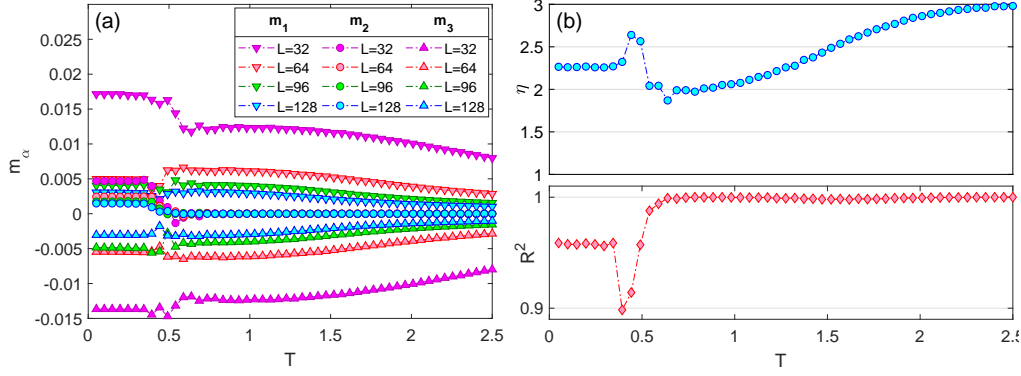 (a)
m1 m2 m3
L=32 L=32 L=32
L=64 L=64 L=64
L=96 L=96 L=96
L=128 L=128 L=128
0.03
0.025
0.02
0.015
0.01
0.005
0
-0.005
-0.01
-0.015
mα
0 0.5 1 1.5 2 2.5
T
(b)
3
2.5
2
1.5
1
η
1
0.9
R2
0 0.5 1 1.5 2 2.5
T